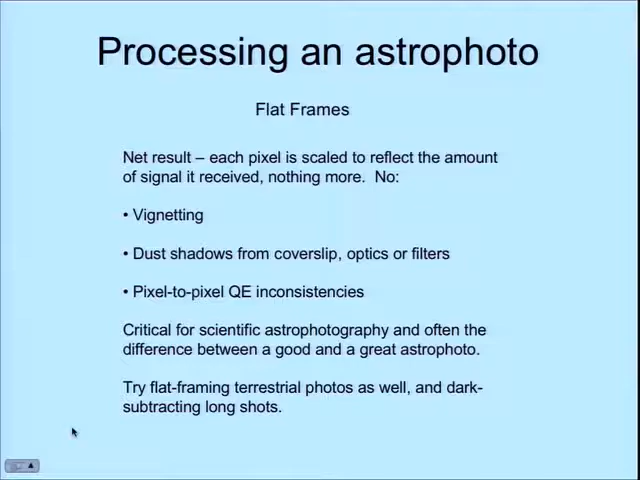 Processing an astrophoto
Flat Frames
Net result – each pixel is scaled to reflect the amount
of signal it received, nothing more.  No:
• Vignetting
• Dust shadows from coverslip, optics or filters
• Pixel-to-pixel QE inconsistencies
Critical for scientific astrophotography and often the
difference between a good and a great astrophoto.
Try flat-framing terrestrial photos as well, and dark-
subtracting long shots.